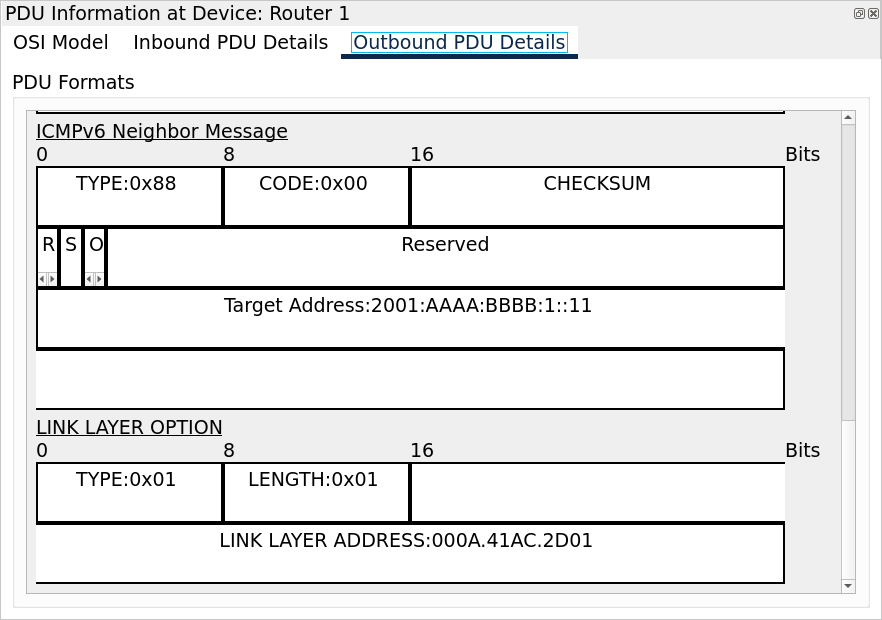 PDU Information at Device: Router 1
OSI Model Inbound PDU Details Outbound PDU Details
PDU Formats
ICMPv6 Neighbor Message
0 8 16 Bits
TYPE:0x88 CODE:0x00 CHECKSUM
R S O Reserved
Target Address:2001:AAAA:BBBB:1::11
LINK LAYER OPTION
0 8 16 Bits
TYPE:0x01 LENGTH:0x01
LINK LAYER ADDRESS:000A.41AC.2D01